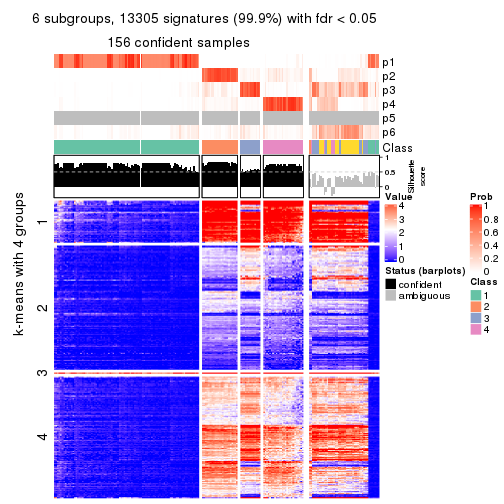 6 subgroups, 13305 signatures (99.9%) with fdr < 0.05
156 confident samples
p1
p2
p3
p4
p5
p6
Class
1
0.5
0
Silhouette
score
k-means with 4 groups
1
2
3
4
Value
4
3
2
1
0
Status (barplots)
confident
ambiguous
Prob
1
0.8
0.6
0.4
0.2
0
Class
1
2
3
4